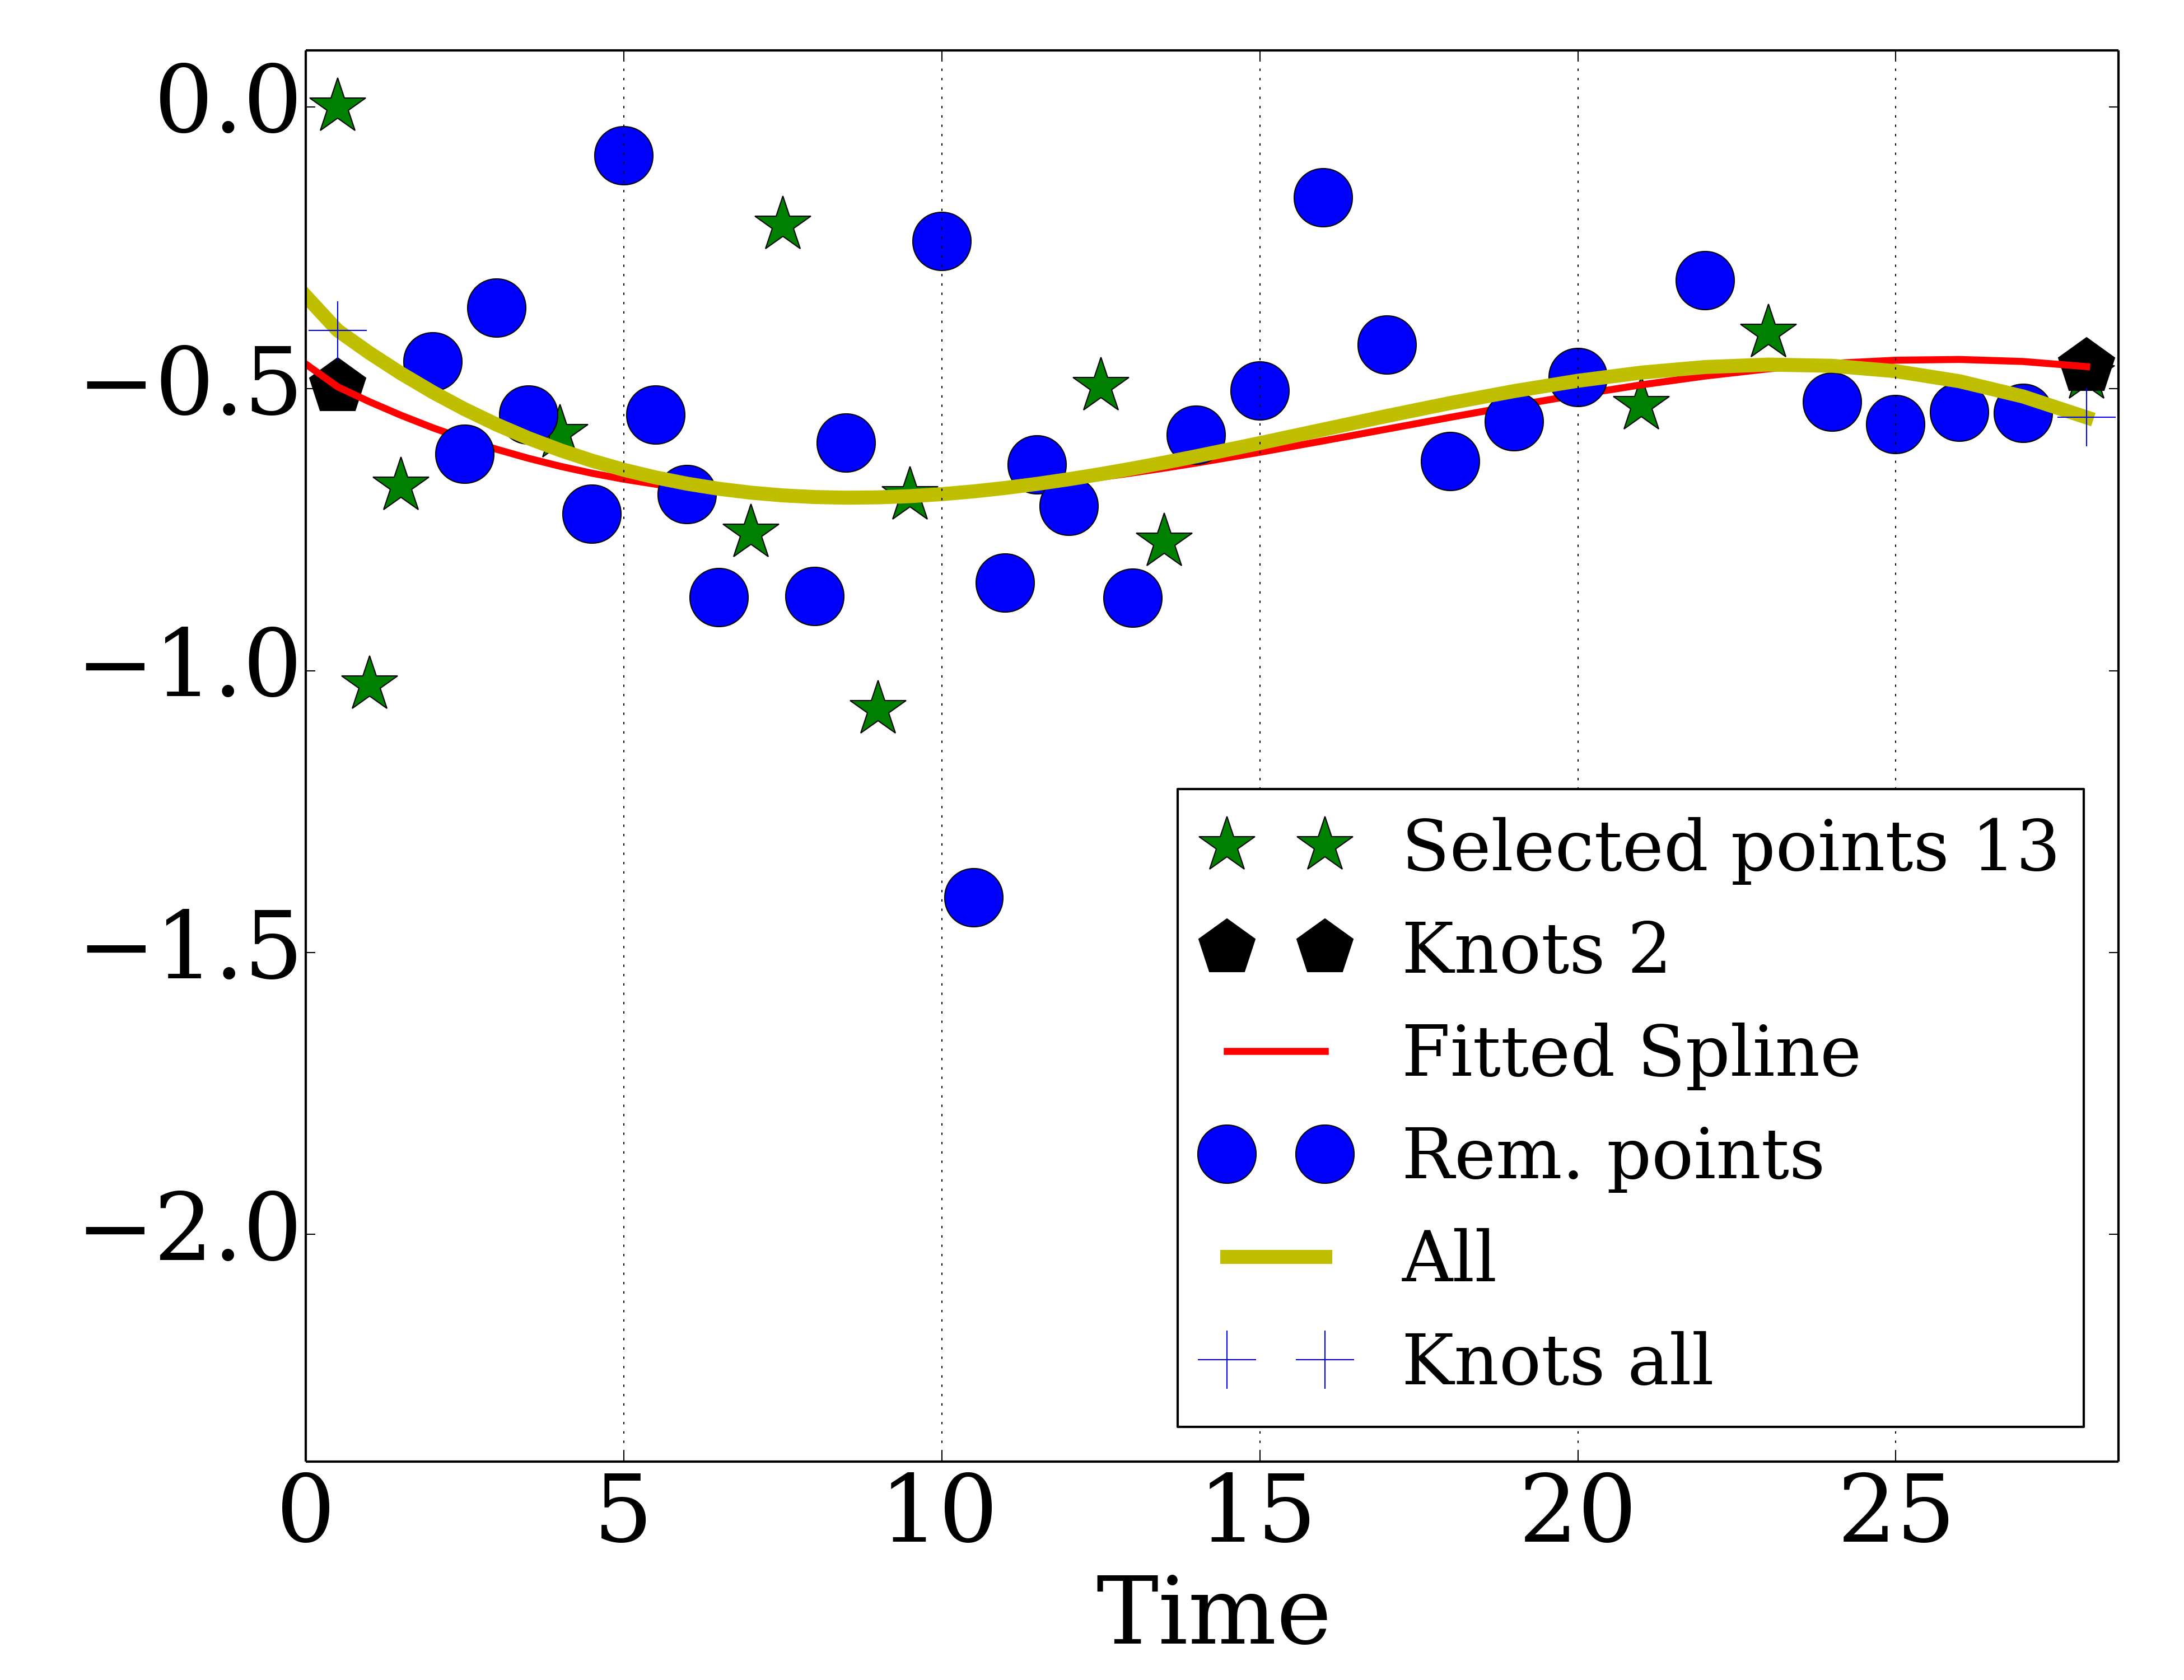 0.0
−0.5
−1.0
−1.5
−2.0
Selected points 13
Knots 2
Fitted Spline
Rem. points
All
Knots all
0 5 10 15 20 25
Time